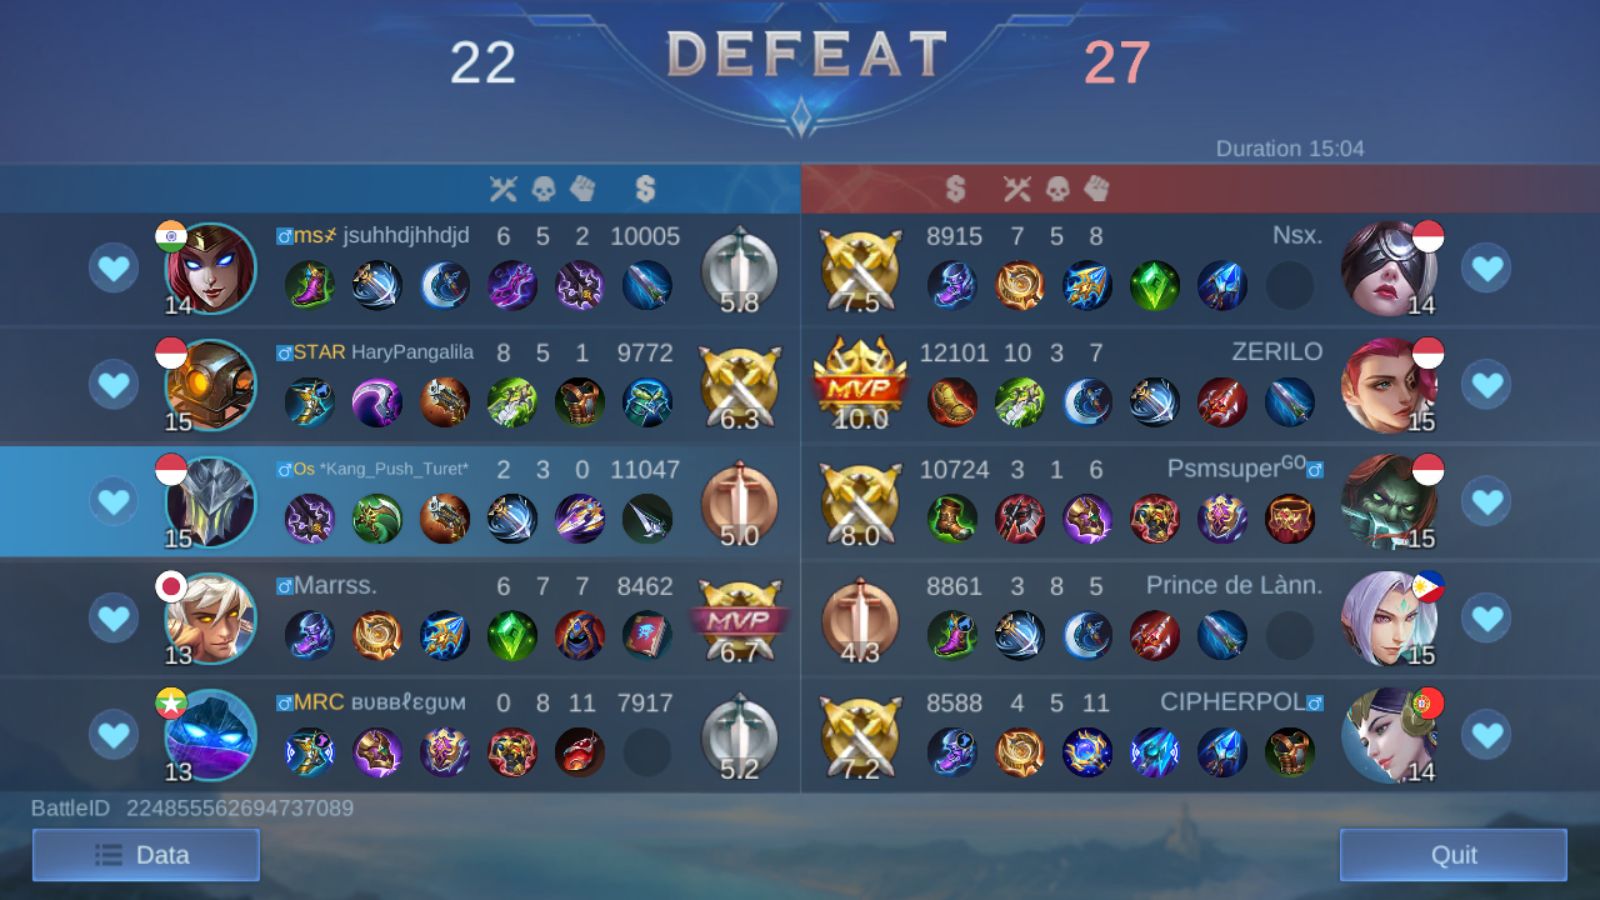 22 DEFEAT 27
Duration 15:04
ms jsuhhdjhhdjd 6 5 2 10005 5.8
14
7.5 8915 7 5 8 Nsx.
14
STAR HaryPangalila 8 5 1 9772 6.3
15
MVP 10.0 12101 10 3 7 ZERILO
15
Os *Kang_Push_Turet* 2 3 0 11047 5.0
15
8.0 10724 3 1 6 Psmsuperᴳᴼ
15
Marrss. 6 7 7 8462 MVP 6.7
13
4.3 8861 3 8 5 Prince de Lànn.
15
MRC ʙᴜʙʙℓɛgᴜᴍ 0 8 11 7917 5.2
13
7.2 8588 4 5 11 CIPHERPOL
14
BattleID 224855562694737089
Data
Quit